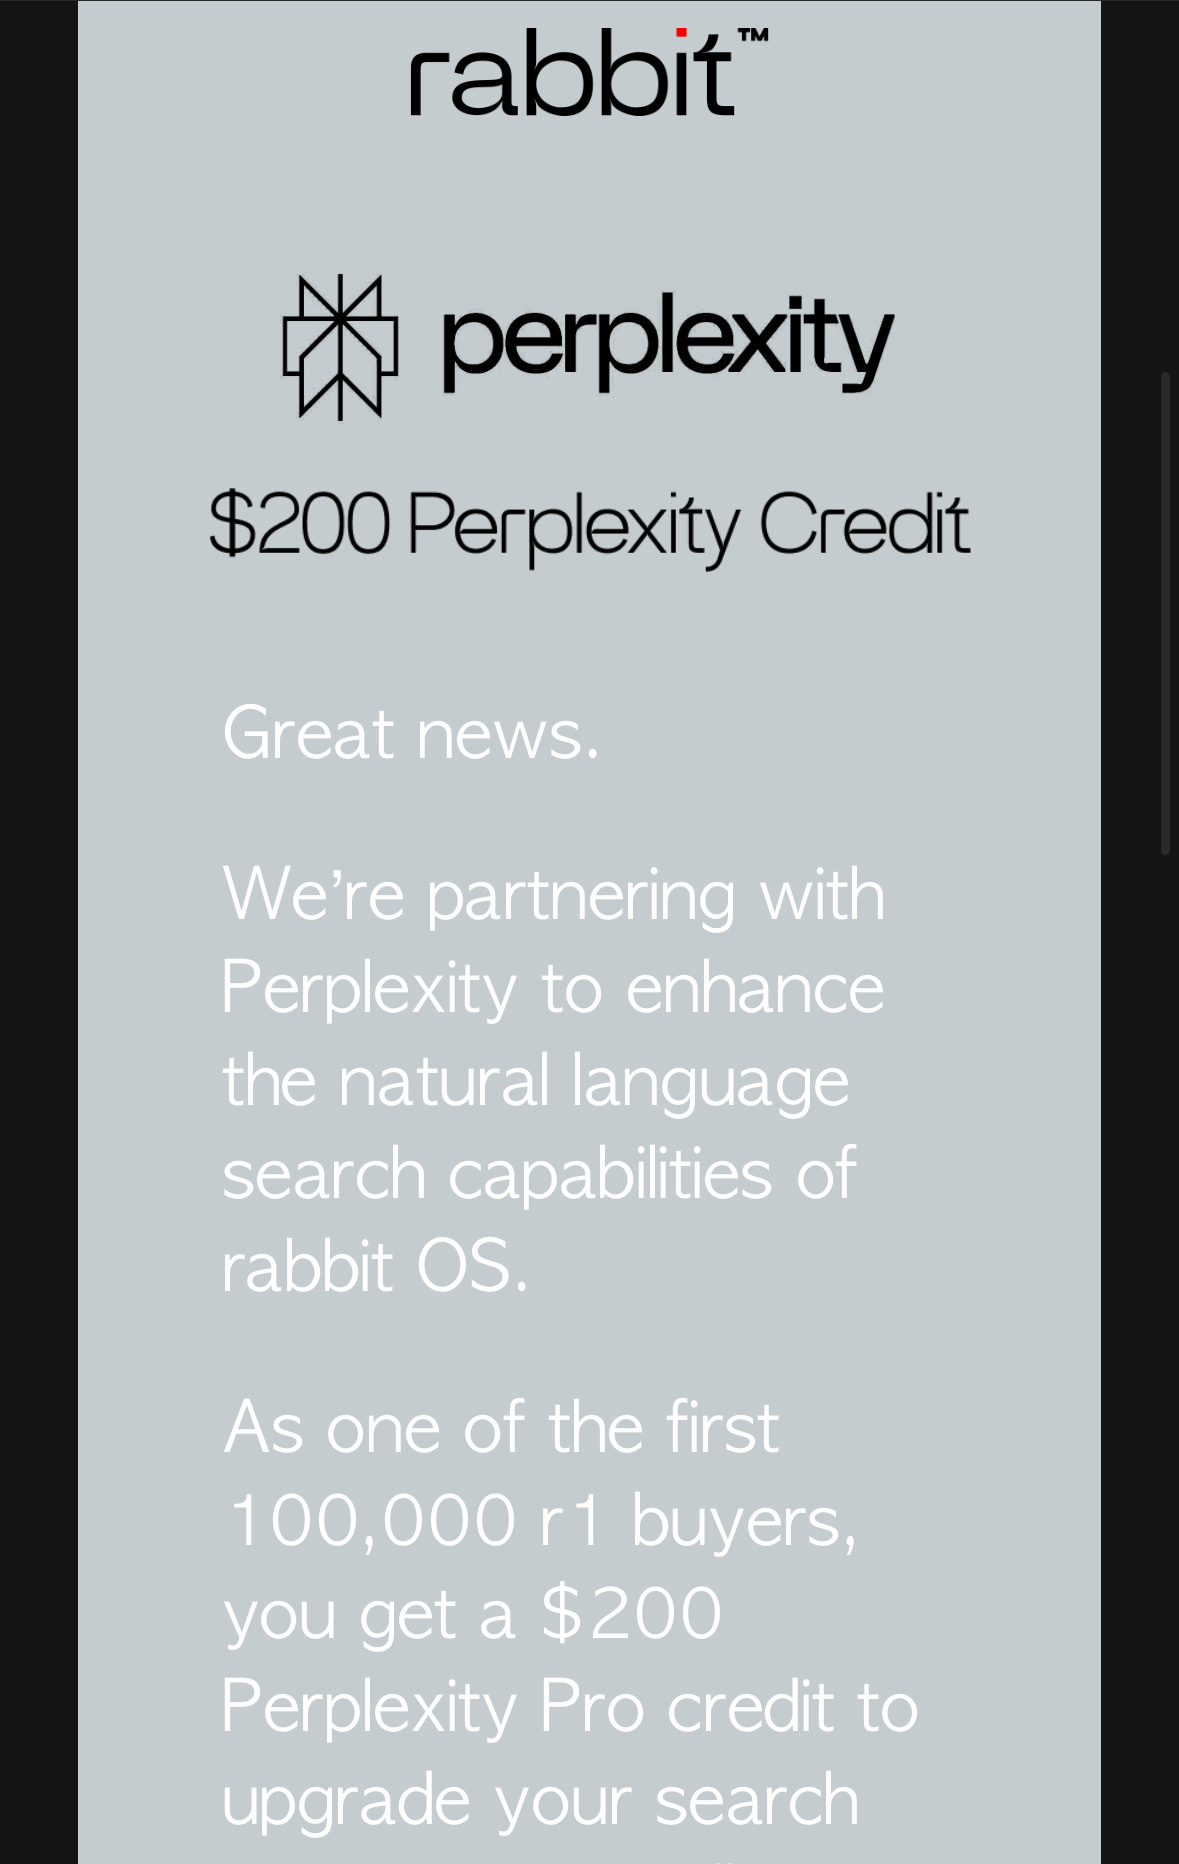 rabbit™
perplexity
$200 Perplexity Credit
Great news.
We’re partnering with
Perplexity to enhance
the natural language
search capabilities of
rabbit OS.
As one of the first
100,000 r1 buyers,
you get a $200
Perplexity Pro credit to
upgrade your search